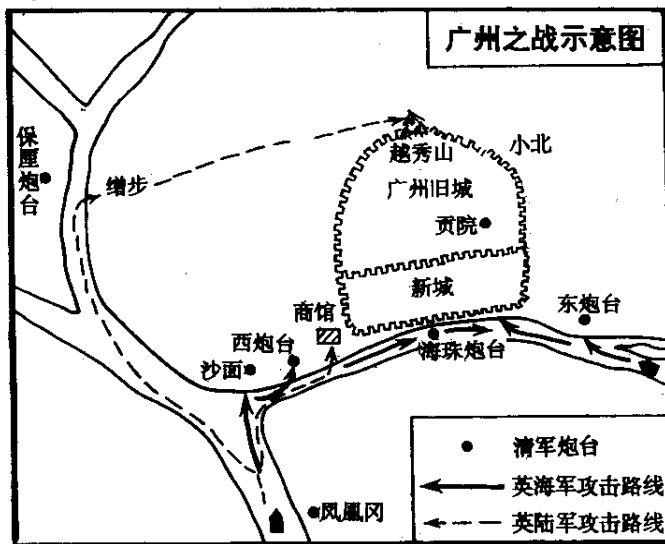 广州之战示意图
保厘炮台
缯步
越秀山
小北
广州旧城
贡院
新城
商馆
东炮台
西炮台
海珠炮台
沙面
凤凰冈
清军炮台
英海军攻击路线
英陆军攻击路线